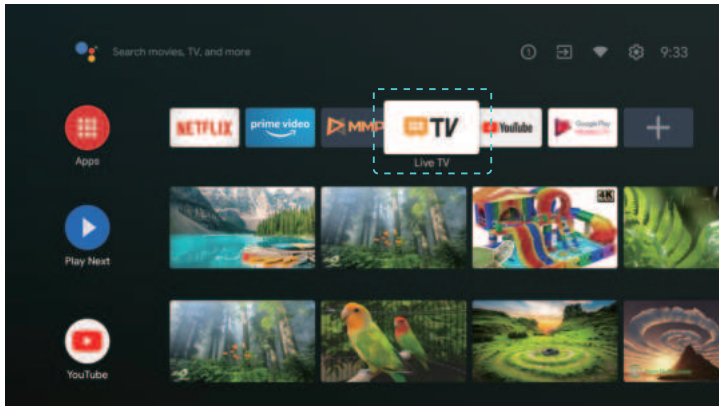 Search movies, TV, and more
9:33
NETFLIX
prime video
MMP
TV
YouTube
Google Play
Apps
Live TV
4K
Play Next
YouTube